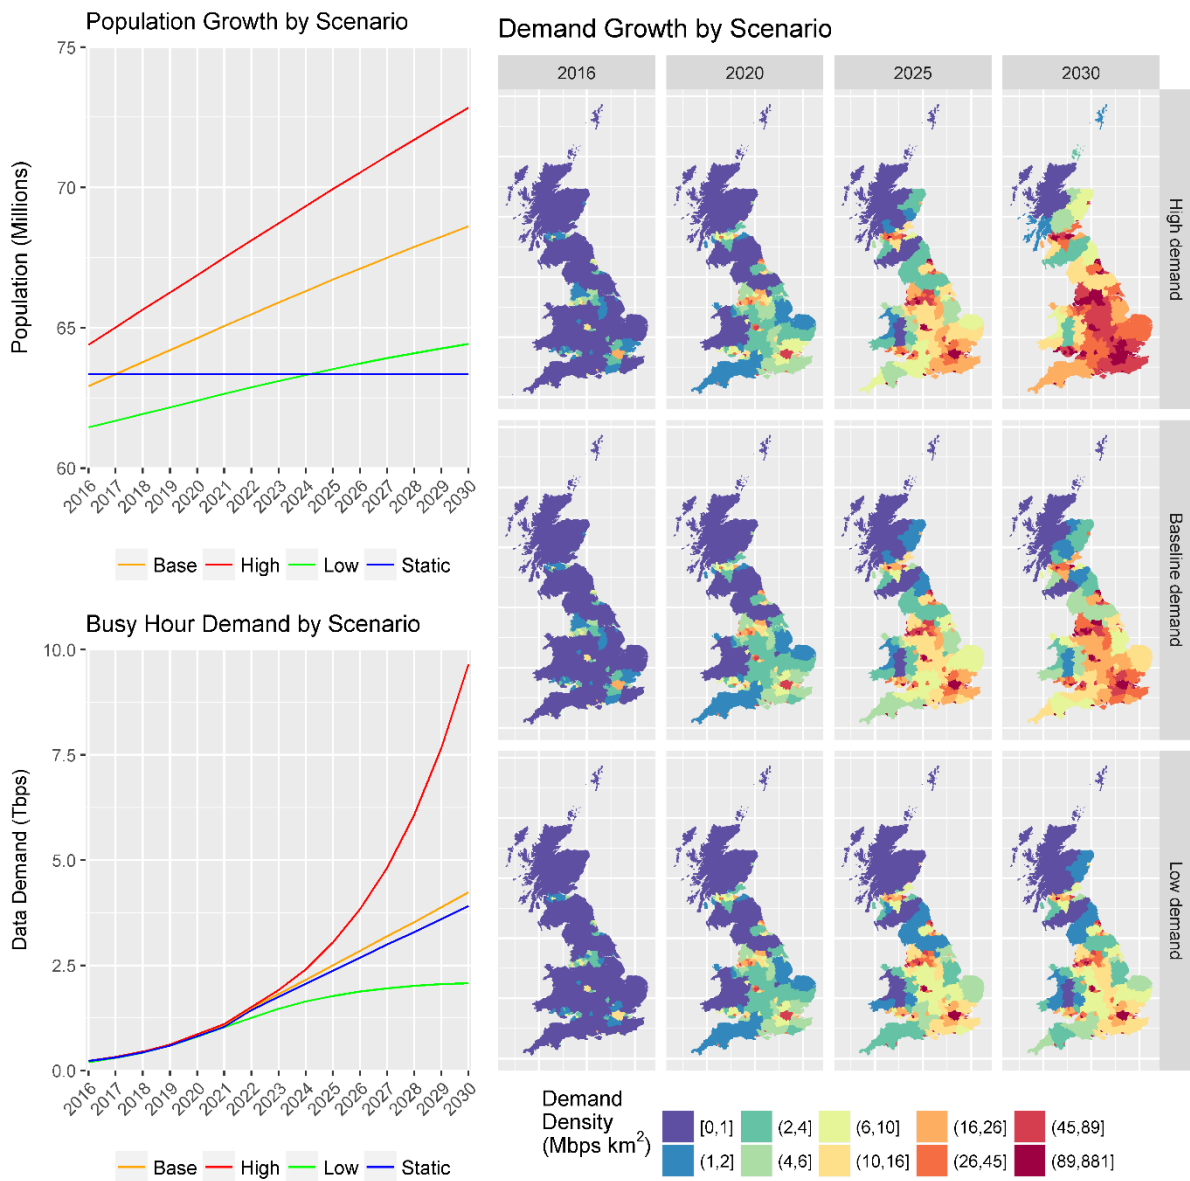 Population Growth by Scenario
Population (Millions)
75
70
65
60
2016 2017 2018 2019 2020 2021 2022 2023 2024 2025 2026 2027 2028 2029 2030
Base High Low Static
Busy Hour Demand by Scenario
Data Demand (Tbps)
10.0
7.5
5.0
2.5
0.0
2016 2017 2018 2019 2020 2021 2022 2023 2024 2025 2026 2027 2028 2029 2030
Base High Low Static
Demand Growth by Scenario
2016 2020 2025 2030
High demand
Baseline demand
Low demand
Demand
Density
(Mbps km²)
[0,1] (2,4] (6,10] (16,26] (45,89]
(1,2] (4,6] (10,16] (26,45] (89,881]